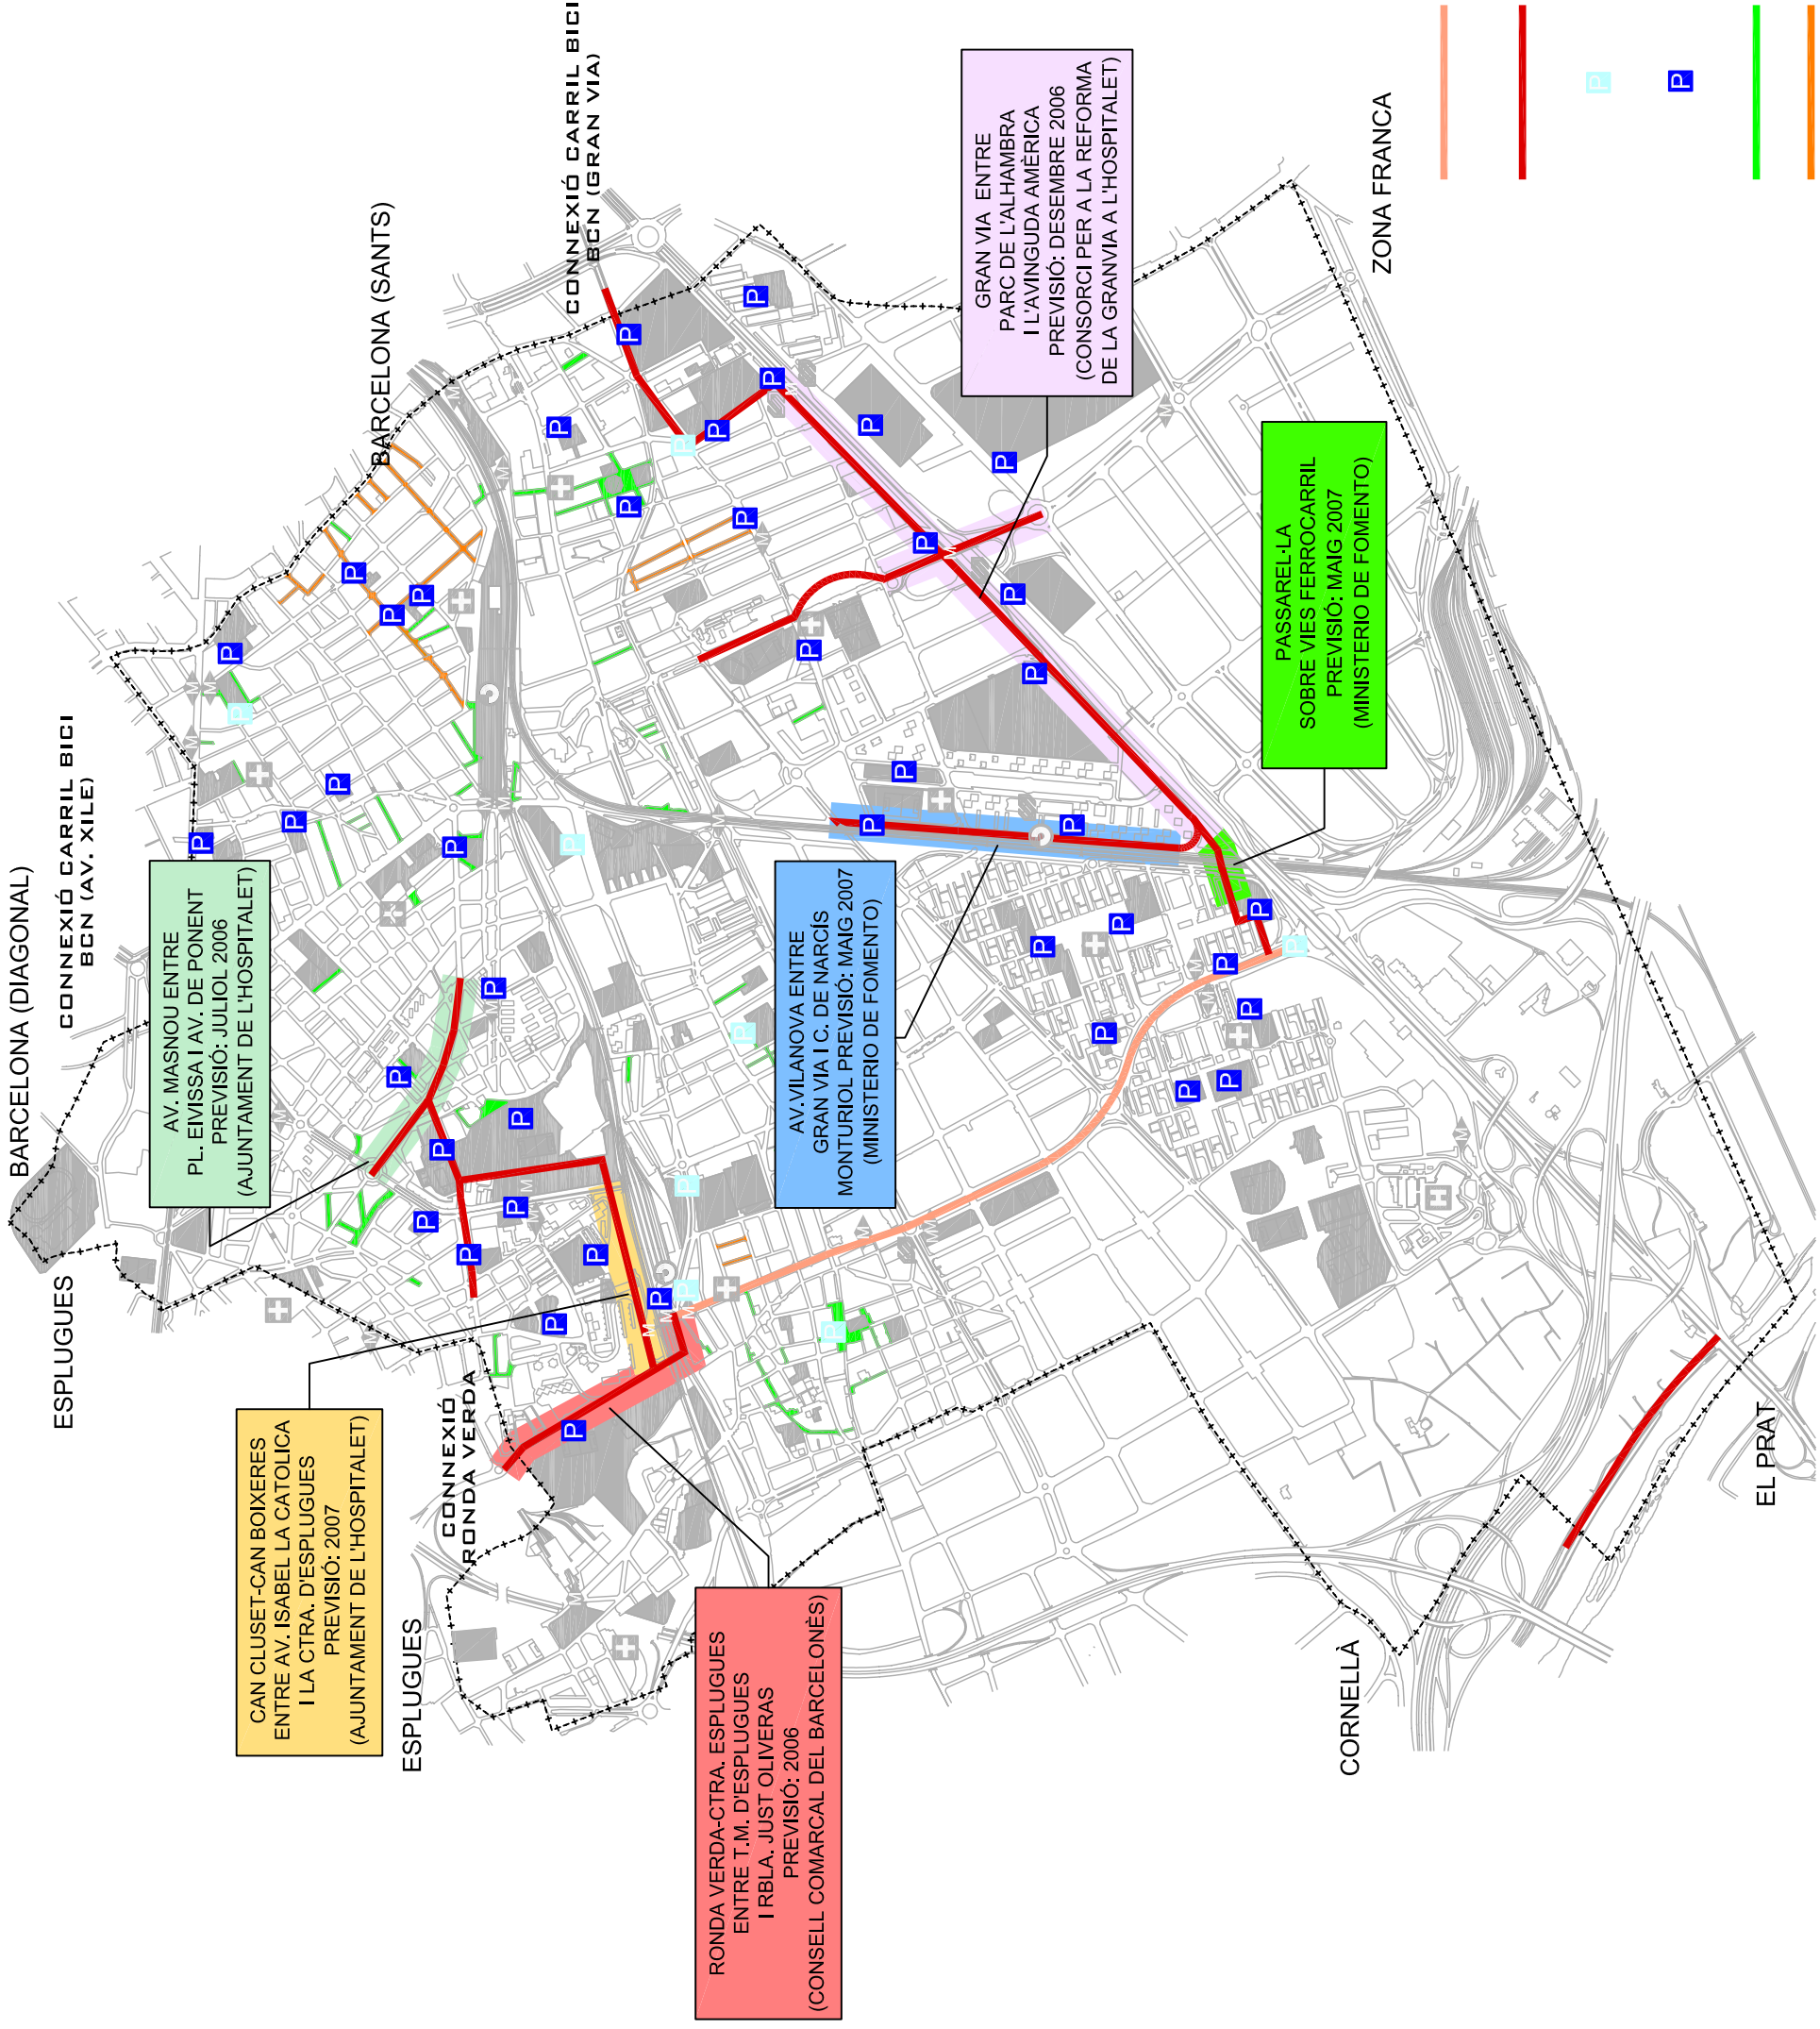 BARCELONA (DIAGONAL)
CONNEXIÓ CARRIL BICI
BCN (AV. XILE)
ESPLUGUES
AV. MASNOU ENTRE
PL. EIVISSA I AV. DE PONENT
PREVISIÓ: JULIOL 2006
(AJUNTAMENT DE L'HOSPITALET)
BARCELONA (SANTS)
CONNEXIÓ CARRIL BICI
BCN (GRAN VIA)
CAN CLUSET-CAN BOIXERES
ENTRE AV. ISABEL LA CATOLICA
I LA CTRA. D'ESPLUGUES
PREVISIÓ: 2007
(AJUNTAMENT DE L'HOSPITALET)
CONNEXIÓ
RONDA VERDA
ESPLUGUES
RONDA VERDA-CTRA. ESPLUGUES
ENTRE T.M. D'ESPLUGUES
I RBLA. JUST OLIVERAS
PREVISIÓ: 2006
(CONSELL COMARCAL DEL BARCELONÈS)
AV.VILANOVA ENTRE
GRAN VIA I C. DE NARCÍS
MONTURIOL PREVISIÓ: MAIG 2007
(MINISTERIO DE FOMENTO)
GRAN VIA ENTRE
PARC DE L'ALHAMBRA
I L'AVINGUDA AMÈRICA
PREVISIÓ: DESEMBRE 2006
(CONSORCI PER A LA REFORMA
DE LA GRANVIA A L'HOSPITALET)
PASSAREL·LA
SOBRE VIES FERROCARRIL
PREVISIÓ: MAIG 2007
(MINISTERIO DE FOMENTO)
ZONA FRANCA
CORNELLÀ
EL PRAT
P
P